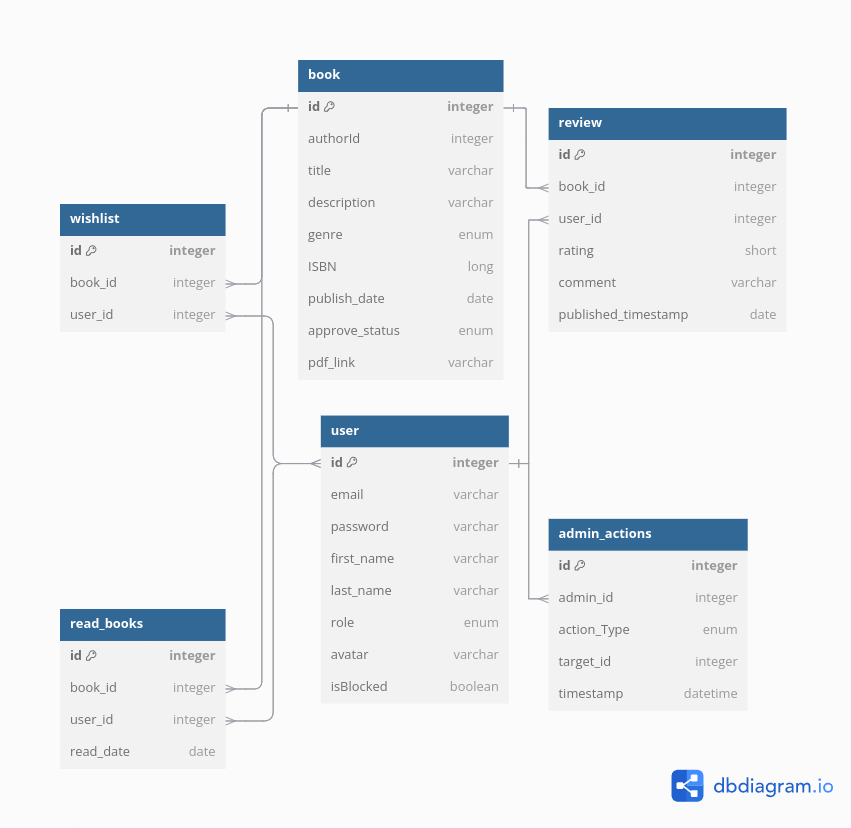 book
id integer
authorId integer
title varchar
description varchar
genre enum
ISBN long
publish_date date
approve_status enum
pdf_link varchar
review
id integer
book_id integer
user_id integer
rating short
comment varchar
published_timestamp date
wishlist
id integer
book_id integer
user_id integer
user
id integer
email varchar
password varchar
first_name varchar
last_name varchar
role enum
avatar varchar
isBlocked boolean
admin_actions
id integer
admin_id integer
action_Type enum
target_id integer
timestamp datetime
read_books
id integer
book_id integer
user_id integer
read_date date
dbdiagram.io